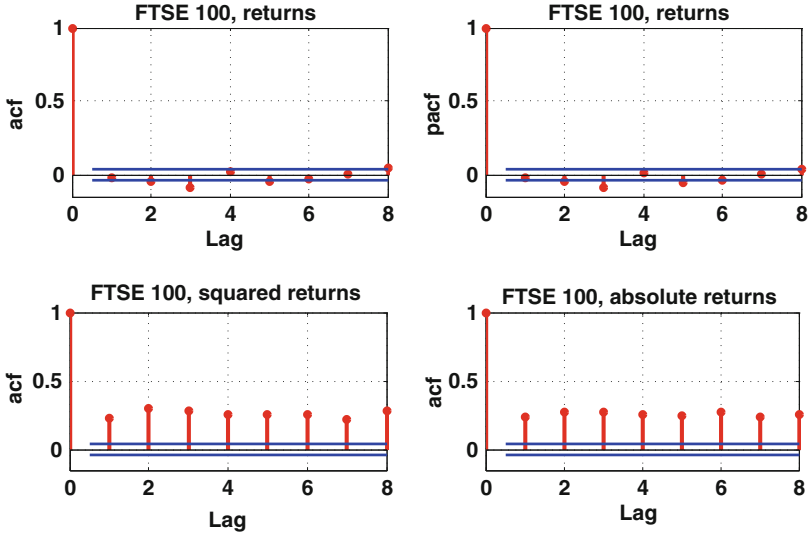 FTSE 100, returns
acf
1
0.5
0
0 2 4 6 8
Lag
FTSE 100, returns
pacf
1
0.5
0
0 2 4 6 8
Lag
FTSE 100, squared returns
acf
1
0.5
0
0 2 4 6 8
Lag
FTSE 100, absolute returns
acf
1
0.5
0
0 2 4 6 8
Lag